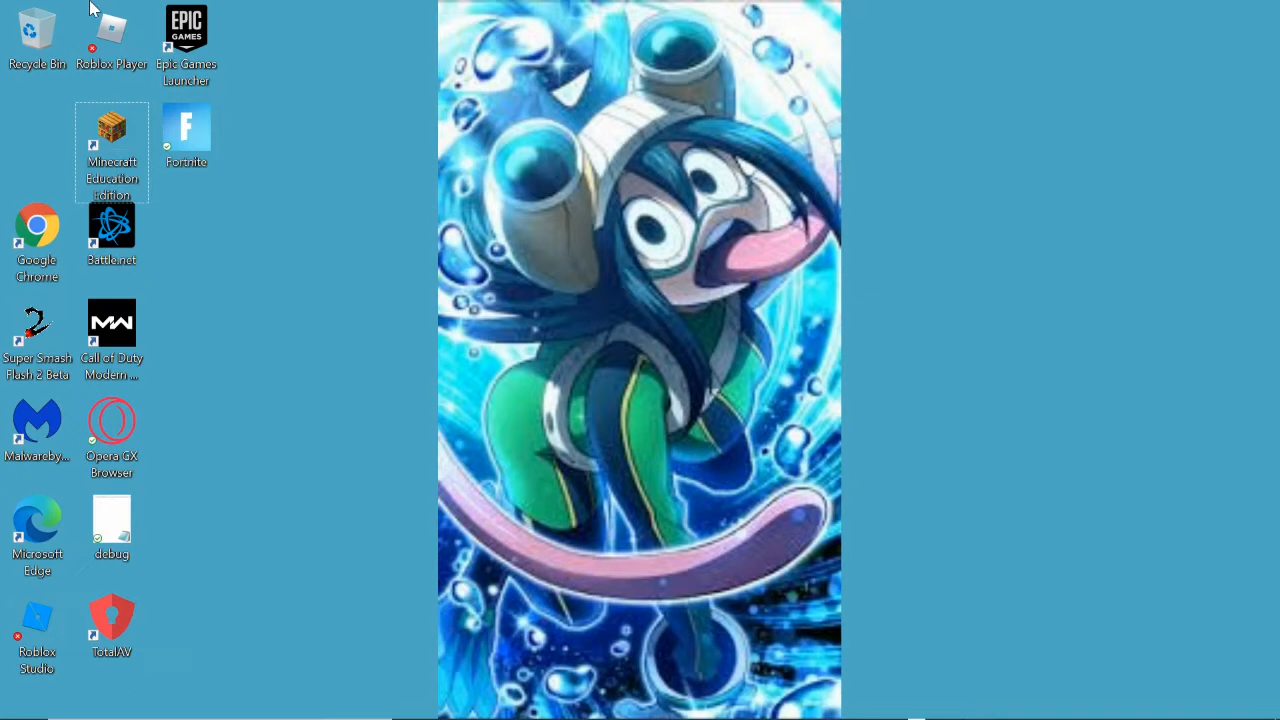 Recycle Bin
Roblox Player
EPIC
GAMES
Epic Games
Launcher
Minecraft
Education
Edition
F
Fortnite
Google
Chrome
Battle.net
2
Super Smash
Flash 2 Beta
MW
Call of Duty
Modern ...
Malwareby...
Opera GX
Browser
Microsoft
Edge
debug
Roblox
Studio
TotalAV